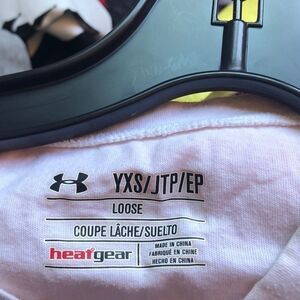 YXS/JTP/EP
LOOSE
COUPE LÂCHE/SUELTO
heatgear
MADE IN CHINA
FABRIQUÉ EN CHINE
HECHO EN CHINA